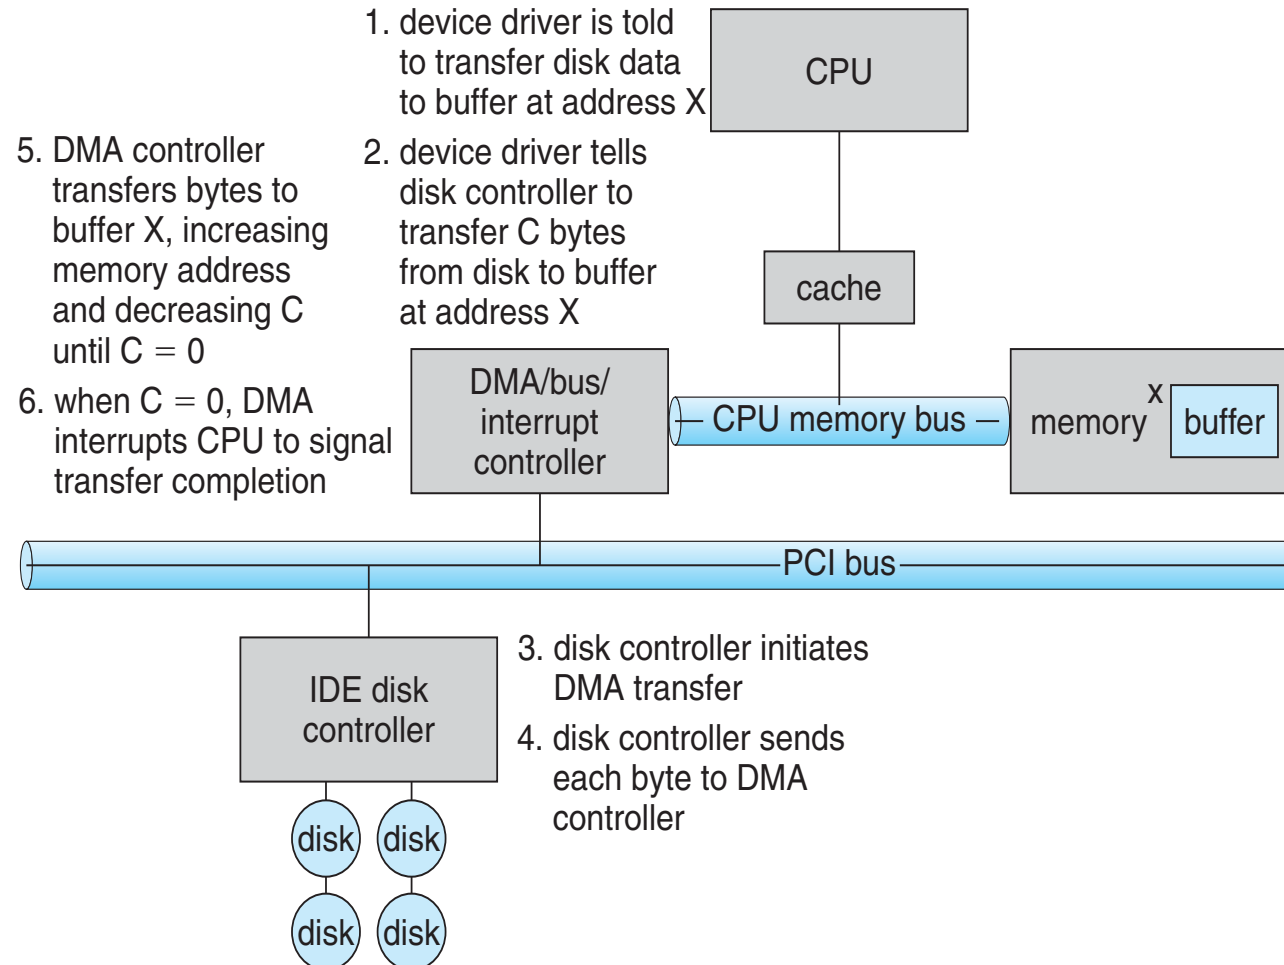 1. device driver is told
to transfer disk data
to buffer at address X
CPU
5. DMA controller
transfers bytes to
buffer X, increasing
memory address
and decreasing C
until C = 0
2. device driver tells
disk controller to
transfer C bytes
from disk to buffer
at address X
cache
6. when C = 0, DMA
interrupts CPU to signal
transfer completion
DMA/bus/
interrupt
controller
CPU memory bus
memory
x
buffer
PCI bus
IDE disk
controller
3. disk controller initiates
DMA transfer
4. disk controller sends
each byte to DMA
controller
disk
disk
disk
disk